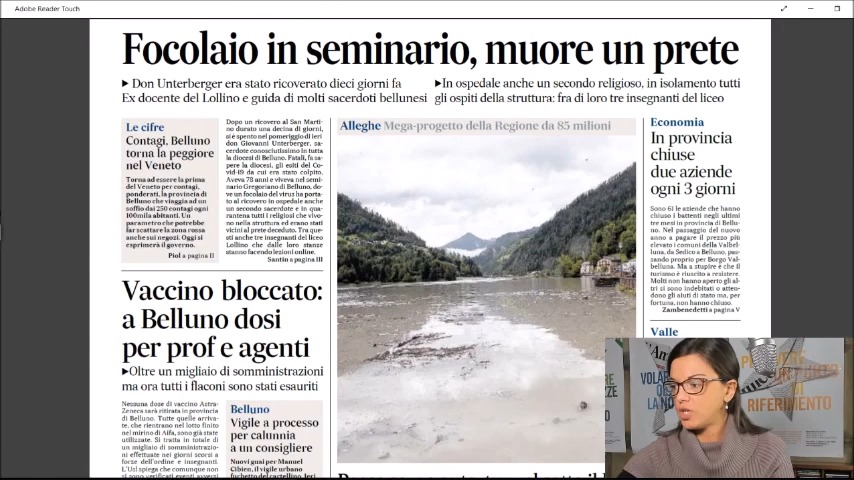 Adobe Reader Touch
Focolaio in seminario, muore un prete
Don Unterberger era stato ricoverato dieci giorni fa
Ex docente del Lollino e guida di molti sacerdoti bellunesi
In ospedale anche un secondo religioso, in isolamento tutti
gli ospiti della struttura: fra di loro tre insegnanti del liceo
Le cifre
Contagi, Belluno
torna la peggiore
nel Veneto
Torna ad essere la prima
del Veneto per contagi,
ponderati, la provincia di
Belluno che viaggia ad un
soffio dai 250 contagi ogni
100mila abitanti. Un
parametro che potrebbe
far scattare la zona rossa
anche sui negozi. Oggi si
esprimerà il governo.
Piol a pagina II
Dopo un ricovero al San Marti-
no durato una decina di giorni,
si è spento nel pomeriggio di ieri
don Giovanni Unterberger, sa-
cerdote conosciutissimo in tutta
la diocesi di Belluno. Fatali, fa sa-
pere la diocesi, gli esiti del Co-
vid-19 da cui era stato colpito.
Aveva 78 anni e viveva nel semi-
nario Gregoriano di Belluno, do-
ve un focolaio del virus ha porta-
to al ricovero in ospedale anche
un secondo sacerdote e in qua-
rantena tutti i religiosi che vivo-
no nella struttura ed erano stati
vicini al prete deceduto. Tra que-
sti anche tre insegnanti del liceo
Lollino che dalle loro stanze
stanno facendo lezioni online.
Santin a pagina III
Alleghe Mega-progetto della Regione da 85 milioni
Economia
In provincia
chiuse
due aziende
ogni 3 giorni
Sono 61 le aziende che hanno
chiuso i battenti negli ultimi
tre mesi in provincia di Bellu-
no. Nel passaggio del nuovo
anno a pagare il prezzo più
elevato i comuni della Valbel-
luna, da Sedico a Belluno, pas-
sando proprio per Borgo Val-
belluna. Ma a stupire è che il
turismo è riuscito a resistere.
Molti non hanno aperto gli al-
tri si sono indebitati o atten-
dono gli aiuti di stato ma, per
fortuna, non hanno chiuso.
Zambenedetti a pagina V
Valle
Vaccino bloccato:
a Belluno dosi
per prof e agenti
Oltre un migliaio di somministrazioni
ma ora tutti i flaconi sono stati esauriti
Nessuna dose di vaccino Astra-
Zeneca sarà ritirata in provincia
di Belluno. Tutte quelle arriva-
te, che rientrano nel lotto finito
nel mirino di Aifa, sono già state
utilizzate. Si tratta in totale di
un migliaio di somministrazio-
ni effettuate nei giorni scorsi a
forze dell'ordine e insegnanti.
L'Usl spiega che comunque non
si sono verificati eventi avversi
Belluno
Vigile a processo
per calunnia
a un consigliere
Nuovi guai per Manuel
Cibien, il vigile urbano